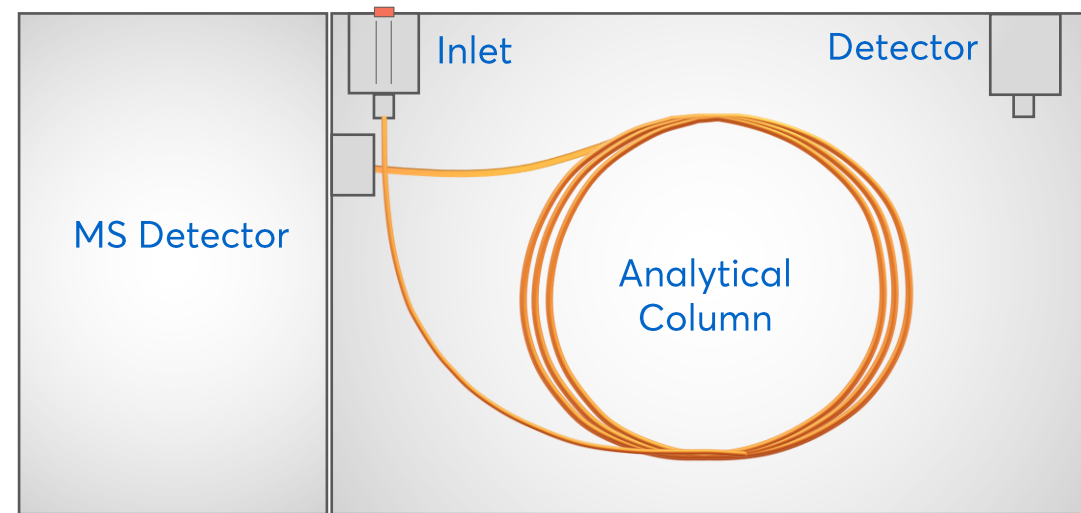 Inlet
Detector
MS Detector
Analytical
Column